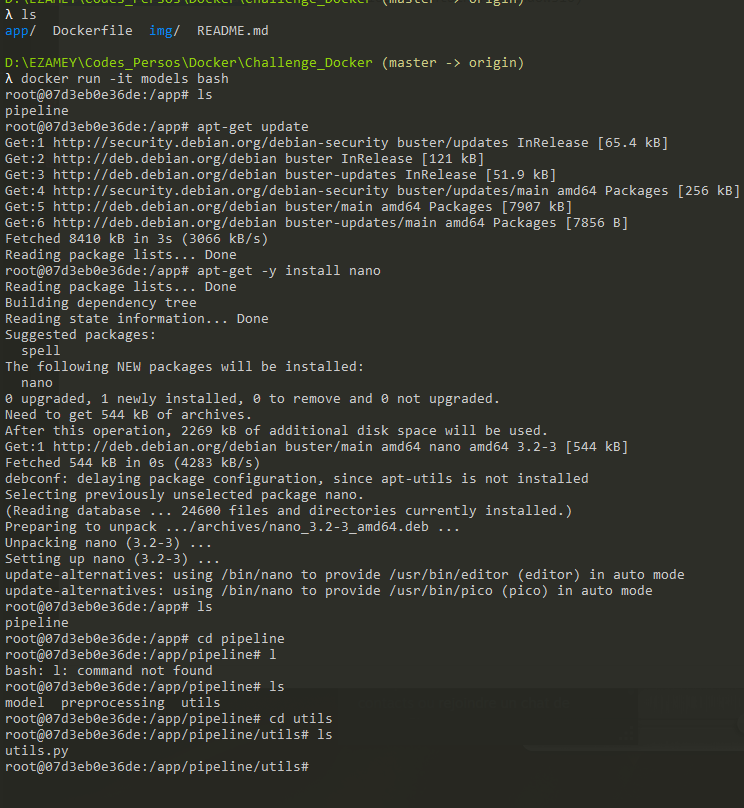 D:\EZAMEY\Codes_Persos\Docker\Challenge_Docker (master -> origin)
λ ls
app/  Dockerfile  img/  README.md

D:\EZAMEY\Codes_Persos\Docker\Challenge_Docker (master -> origin)
λ docker run -it models bash
root@07d3eb0e36de:/app# ls
pipeline
root@07d3eb0e36de:/app# apt-get update
Get:1 http://security.debian.org/debian-security buster/updates InRelease [65.4 kB]
Get:2 http://deb.debian.org/debian buster InRelease [121 kB]
Get:3 http://deb.debian.org/debian buster-updates InRelease [51.9 kB]
Get:4 http://security.debian.org/debian-security buster/updates/main amd64 Packages [256 kB]
Get:5 http://deb.debian.org/debian buster/main amd64 Packages [7907 kB]
Get:6 http://deb.debian.org/debian buster-updates/main amd64 Packages [7856 B]
Fetched 8410 kB in 3s (3066 kB/s)
Reading package lists... Done
root@07d3eb0e36de:/app# apt-get -y install nano
Reading package lists... Done
Building dependency tree
Reading state information... Done
Suggested packages:
  spell
The following NEW packages will be installed:
  nano
0 upgraded, 1 newly installed, 0 to remove and 0 not upgraded.
Need to get 544 kB of archives.
After this operation, 2269 kB of additional disk space will be used.
Get:1 http://deb.debian.org/debian buster/main amd64 nano amd64 3.2-3 [544 kB]
Fetched 544 kB in 0s (4283 kB/s)
debconf: delaying package configuration, since apt-utils is not installed
Selecting previously unselected package nano.
(Reading database ... 24600 files and directories currently installed.)
Preparing to unpack .../archives/nano_3.2-3_amd64.deb ...
Unpacking nano (3.2-3) ...
Setting up nano (3.2-3) ...
update-alternatives: using /bin/nano to provide /usr/bin/editor (editor) in auto mode
update-alternatives: using /bin/nano to provide /usr/bin/pico (pico) in auto mode
root@07d3eb0e36de:/app# ls
pipeline
root@07d3eb0e36de:/app# cd pipeline
root@07d3eb0e36de:/app/pipeline# l
bash: l: command not found
root@07d3eb0e36de:/app/pipeline# ls
model  preprocessing  utils
root@07d3eb0e36de:/app/pipeline# cd utils
root@07d3eb0e36de:/app/pipeline/utils# ls
utils.py
root@07d3eb0e36de:/app/pipeline/utils#